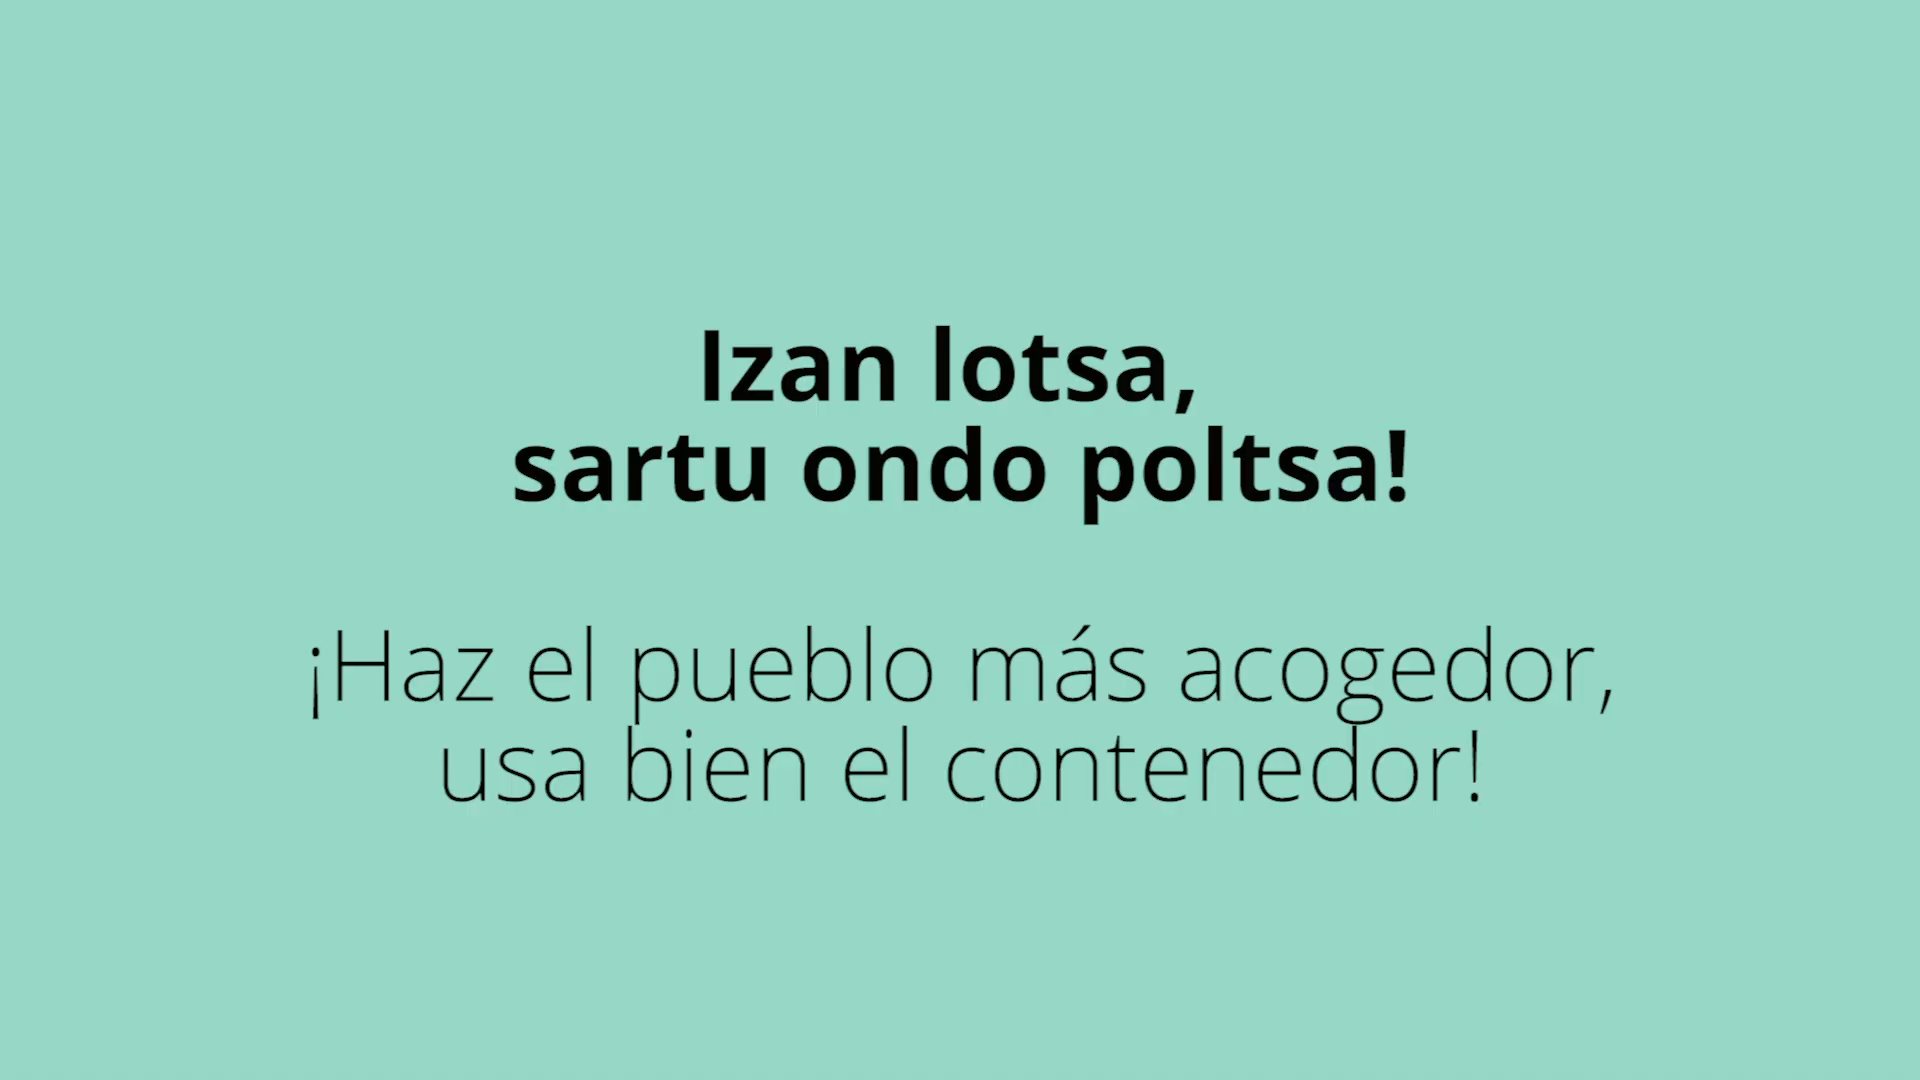 Izan lotsa,
sartu ondo poltsa!
¡Haz el pueblo más acogedor,
usa bien el contenedor!